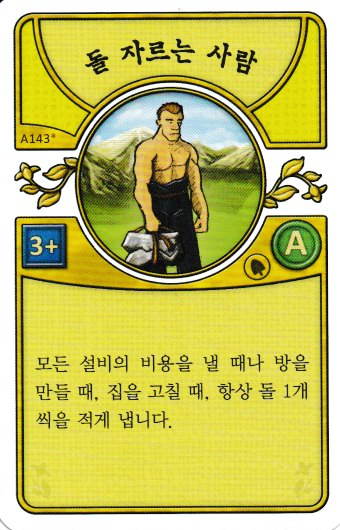 돌 자르는 사람
A143*
3+
A
모든 설비의 비용을 낼 때나 방을
만들 때, 집을 고칠 때, 항상 돌 1개
씩을 적게 냅니다.